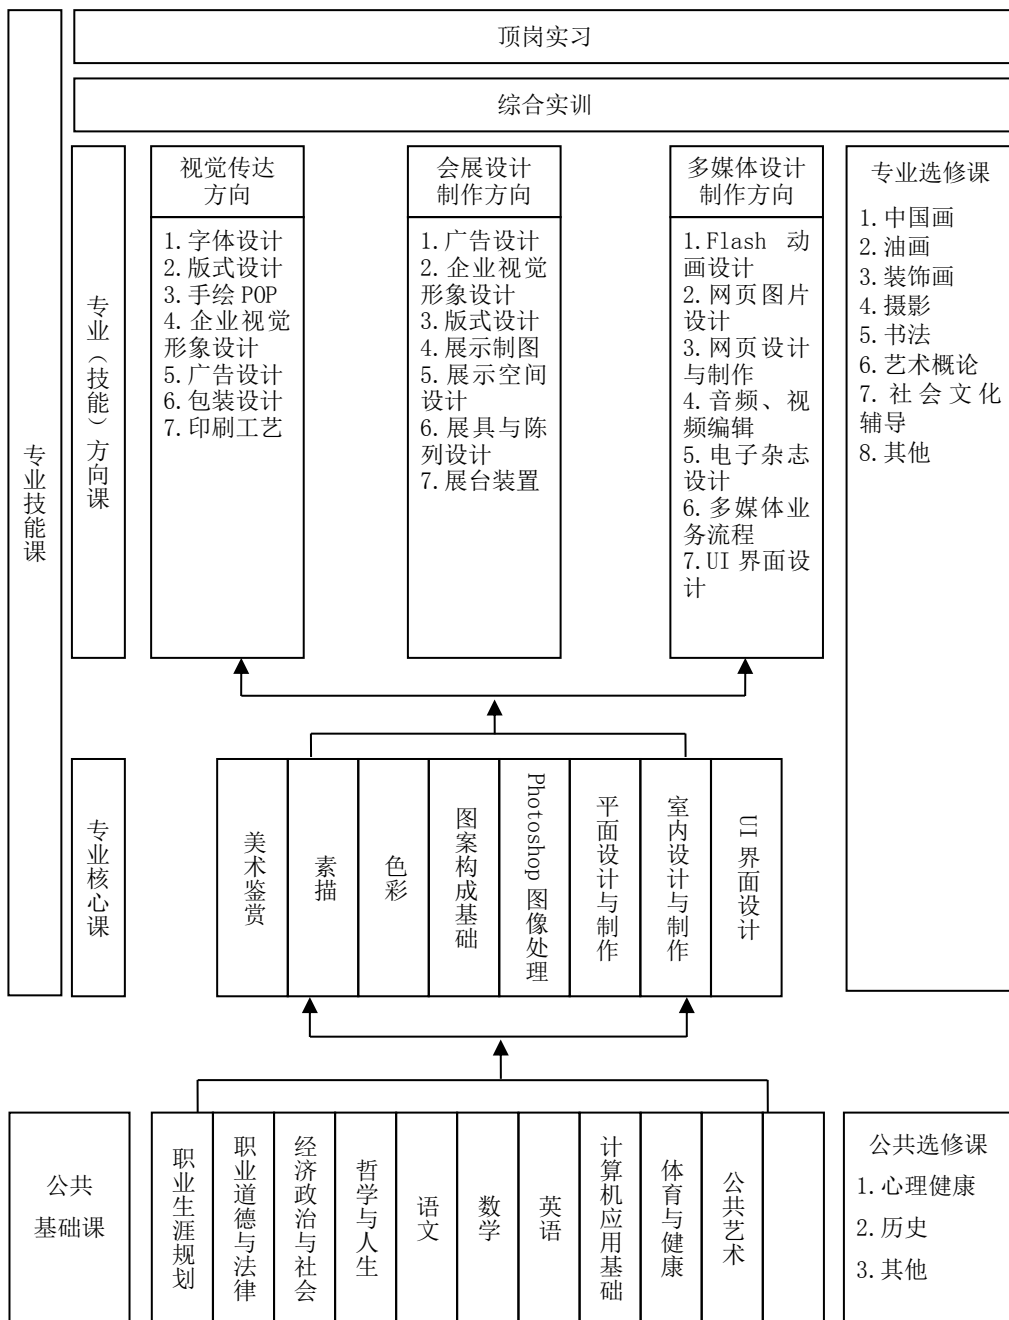 顶岗实习
综合实训
专业技能课
专业（技能）方向课
视觉传达
方向
1.字体设计
2.版式设计
3.手绘 POP
4.企业视觉
形象设计
5.广告设计
6.包装设计
7.印刷工艺
会展设计
制作方向
1.广告设计
2.企业视觉
形象设计
3.版式设计
4.展示制图
5.展示空间
设计
6.展具与陈
列设计
7.展台装置
多媒体设计
制作方向
1.Flash 动
画设计
2.网页图片
设计
3.网页设计
与制作
4.音频、视
频编辑
5.电子杂志
设计
6.多媒体业
务流程
7.UI 界面设
计
专业选修课
1.中国画
2.油画
3.装饰画
4.摄影
5.书法
6.艺术概论
7.社会文化
辅导
8.其他
专业核心课
美术鉴赏
素描
色彩
图案构成基础
Photoshop 图像处理
平面设计与制作
室内设计与制作
UI 界面设计
公共
基础课
职业生涯规划
职业道德与法律
经济政治与社会
哲学与人生
语文
数学
英语
计算机应用基础
体育与健康
公共艺术
公共选修课
1.心理健康
2.历史
3.其他